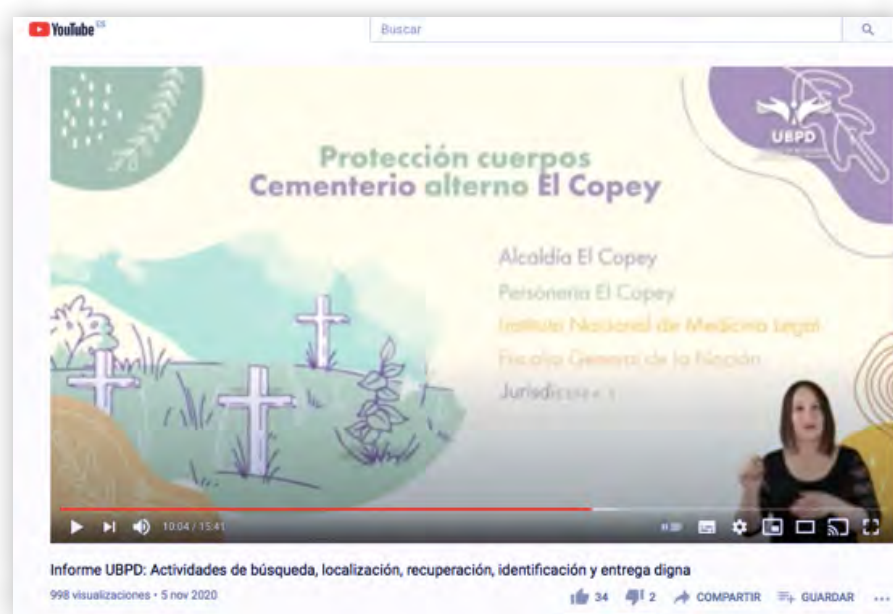 YouTube ES
Buscar
UBPD
Protección cuerpos
Cementerio alterno El Copey
Alcaldía El Copey
Personería El Copey
Instituto Nacional de Medicina Legal
Fiscalía General de la Nación
10:04 / 15:41
Informe UBPD: Actividades de búsqueda, localización, recuperación, identificación y entrega digna
998 visualizaciones • 5 nov 2020
34
2
COMPARTIR
GUARDAR